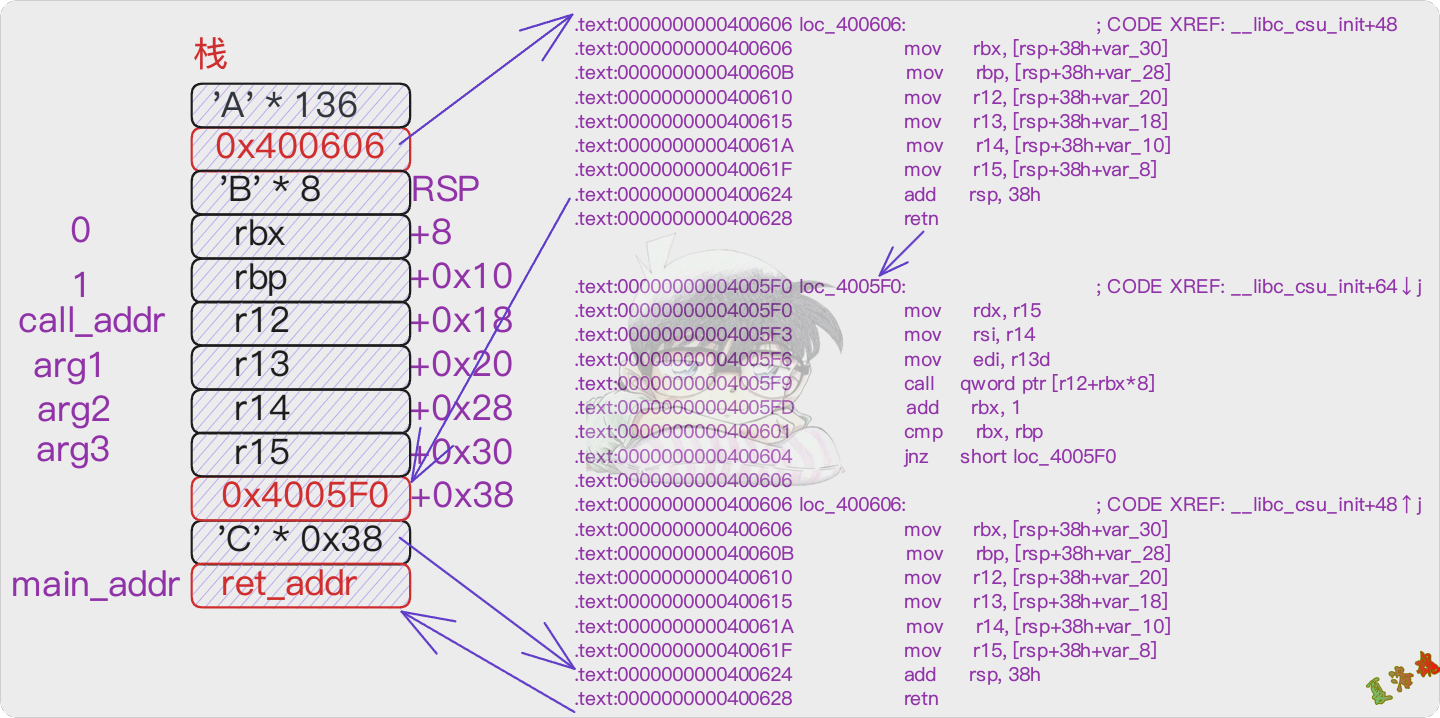 栈
'A' * 136
0x400606
'B' * 8 RSP
0 rbx +8
1 rbp +0x10
call_addr r12 +0x18
arg1 r13 +0x20
arg2 r14 +0x28
arg3 r15 +0x30
0x4005F0 +0x38
'C' * 0x38
main_addr ret_addr
.text:0000000000400606 loc_400606: ; CODE XREF: __libc_csu_init+48
.text:0000000000400606 mov rbx, [rsp+38h+var_30]
.text:000000000040060B mov rbp, [rsp+38h+var_28]
.text:0000000000400610 mov r12, [rsp+38h+var_20]
.text:0000000000400615 mov r13, [rsp+38h+var_18]
.text:000000000040061A mov r14, [rsp+38h+var_10]
.text:000000000040061F mov r15, [rsp+38h+var_8]
.text:0000000000400624 add rsp, 38h
.text:0000000000400628 retn
.text:00000000004005F0 loc_4005F0: ; CODE XREF: __libc_csu_init+64↓j
.text:00000000004005F0 mov rdx, r15
.text:00000000004005F3 mov rsi, r14
.text:00000000004005F6 mov edi, r13d
.text:00000000004005F9 call qword ptr [r12+rbx*8]
.text:00000000004005FD add rbx, 1
.text:0000000000400601 cmp rbx, rbp
.text:0000000000400604 jnz short loc_4005F0
.text:0000000000400606
.text:0000000000400606 loc_400606: ; CODE XREF: __libc_csu_init+48↑j
.text:0000000000400606 mov rbx, [rsp+38h+var_30]
.text:000000000040060B mov rbp, [rsp+38h+var_28]
.text:0000000000400610 mov r12, [rsp+38h+var_20]
.text:0000000000400615 mov r13, [rsp+38h+var_18]
.text:000000000040061A mov r14, [rsp+38h+var_10]
.text:000000000040061F mov r15, [rsp+38h+var_8]
.text:0000000000400624 add rsp, 38h
.text:0000000000400628 retn